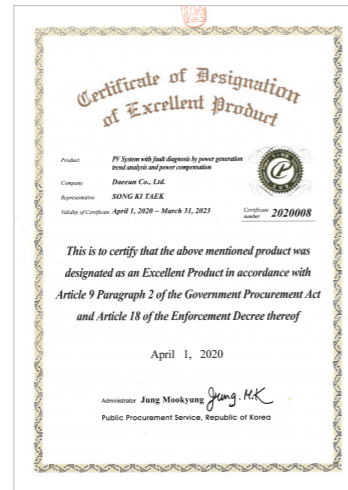 Certificate of Designation
of Excellent Product
Product PV System with fault diagnosis by power generation
trend analysis and power compensation
Company Daeeun Co., Ltd.
Representative SONG KI TAEK
Validity of Certificate April 1, 2020 – March 31, 2023
Certificate
number 2020008
This is to certify that the above mentioned product was
designated as an Excellent Product in accordance with
Article 9 Paragraph 2 of the Government Procurement Act
and Article 18 of the Enforcement Decree thereof
April 1, 2020
Administrator Jung Mookyung Jung. M.K
Public Procurement Service, Republic of Korea